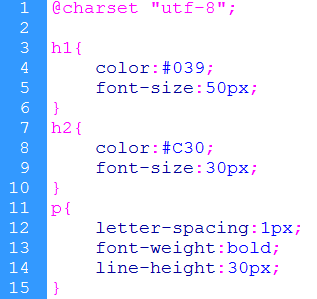 1 @charset "utf-8";
2
3 h1{
4     color:#039;
5     font-size:50px;
6 }
7 h2{
8     color:#C30;
9     font-size:30px;
10 }
11 p{
12     letter-spacing:1px;
13     font-weight:bold;
14     line-height:30px;
15 }